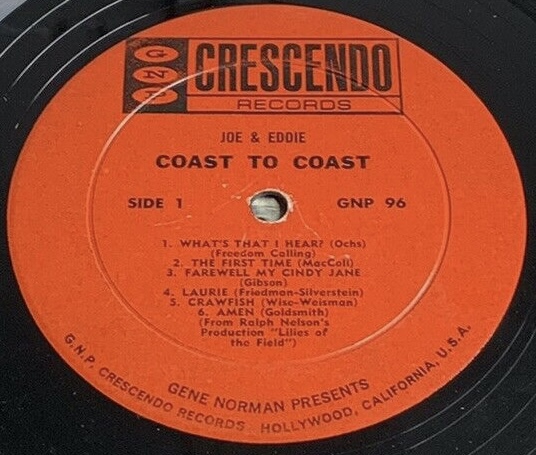 GNP
CRESCENDO
RECORDS
JOE & EDDIE
COAST TO COAST
SIDE 1
GNP 96
1. WHAT'S THAT I HEAR? (Ochs)
(Freedom Calling)
2. THE FIRST TIME (MacColl)
3. FAREWELL MY CINDY JANE
(Gibson)
4. LAURIE (Friedman-Silverstein)
5. CRAWFISH (Wise-Weisman)
6. AMEN (Goldsmith)
(From Ralph Nelson's
Production "Lilies of
the Field")
GENE NORMAN PRESENTS
G.N.P. CRESCENDO RECORDS HOLLYWOOD, CALIFORNIA, U.S.A.